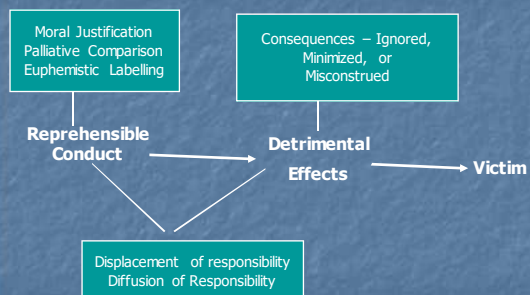 Moral Justification
Palliative Comparison
Euphemistic Labelling
Consequences – Ignored,
Minimized, or
Misconstrued
Reprehensible
Conduct
Detrimental
Effects
Victim
Displacement of responsibility
Diffusion of Responsibility